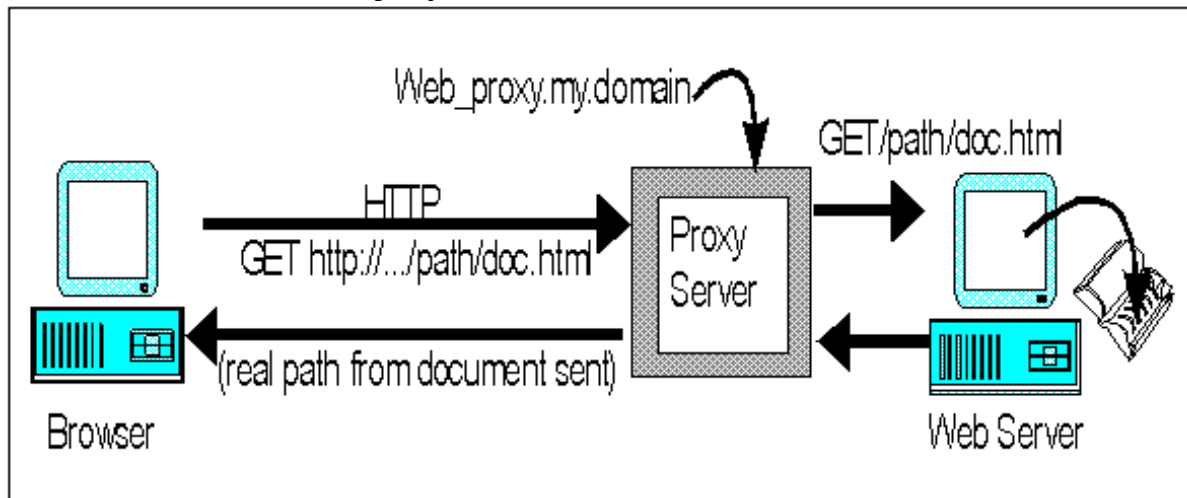 Web_proxy.my.domain
GET/path/doc.html
HTTP
GET http://.../path/doc.html
Proxy
Server
(real path from document sent)
Browser
Web Server